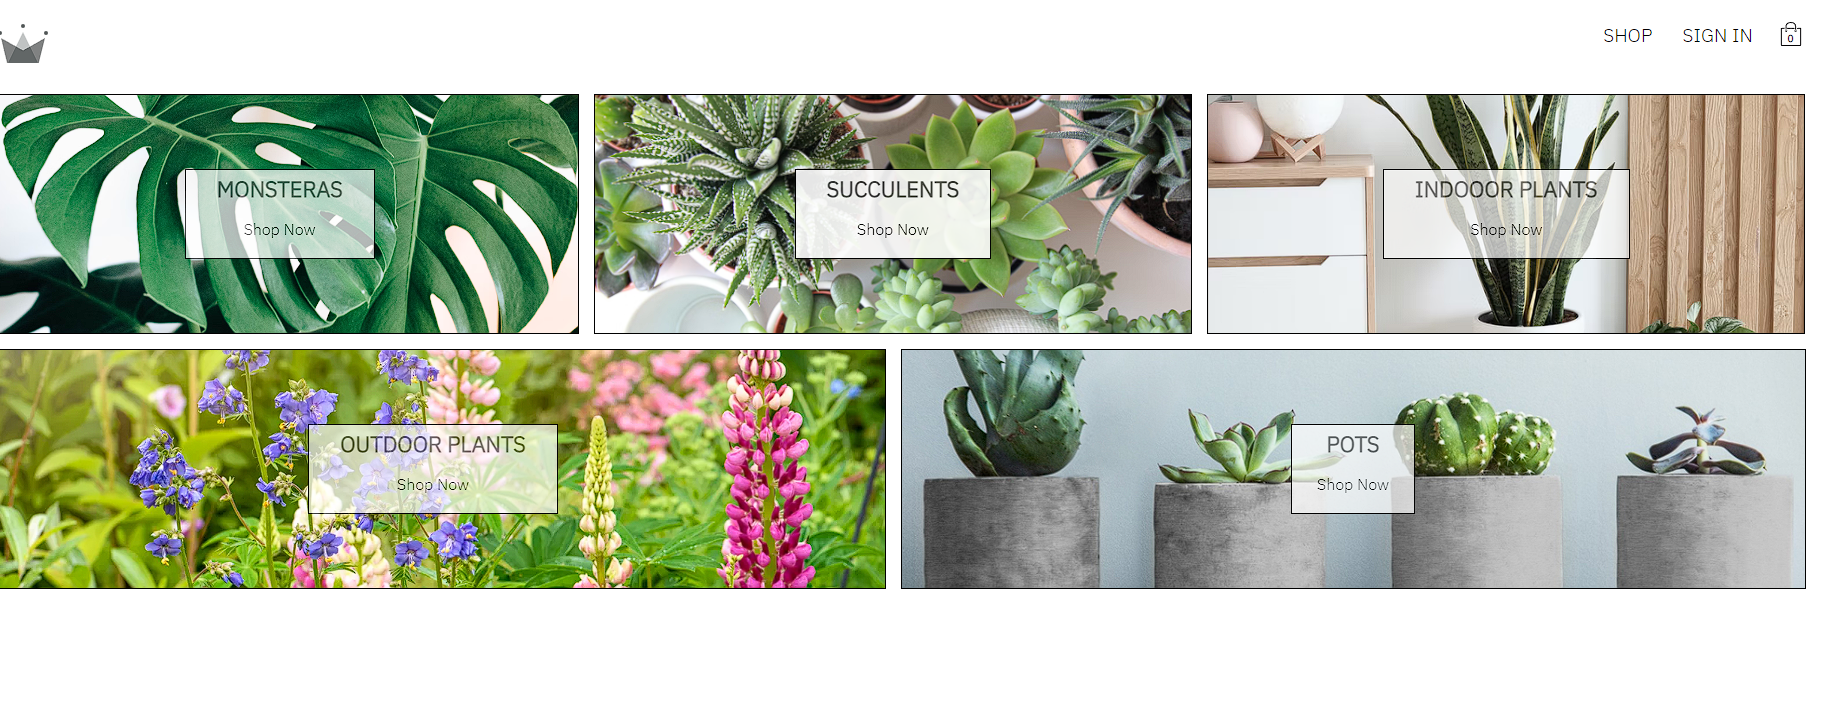 SHOP
SIGN IN
0
MONSTERAS
Shop Now
SUCCULENTS
Shop Now
INDOOOR PLANTS
Shop Now
OUTDOOR PLANTS
Shop Now
POTS
Shop Now